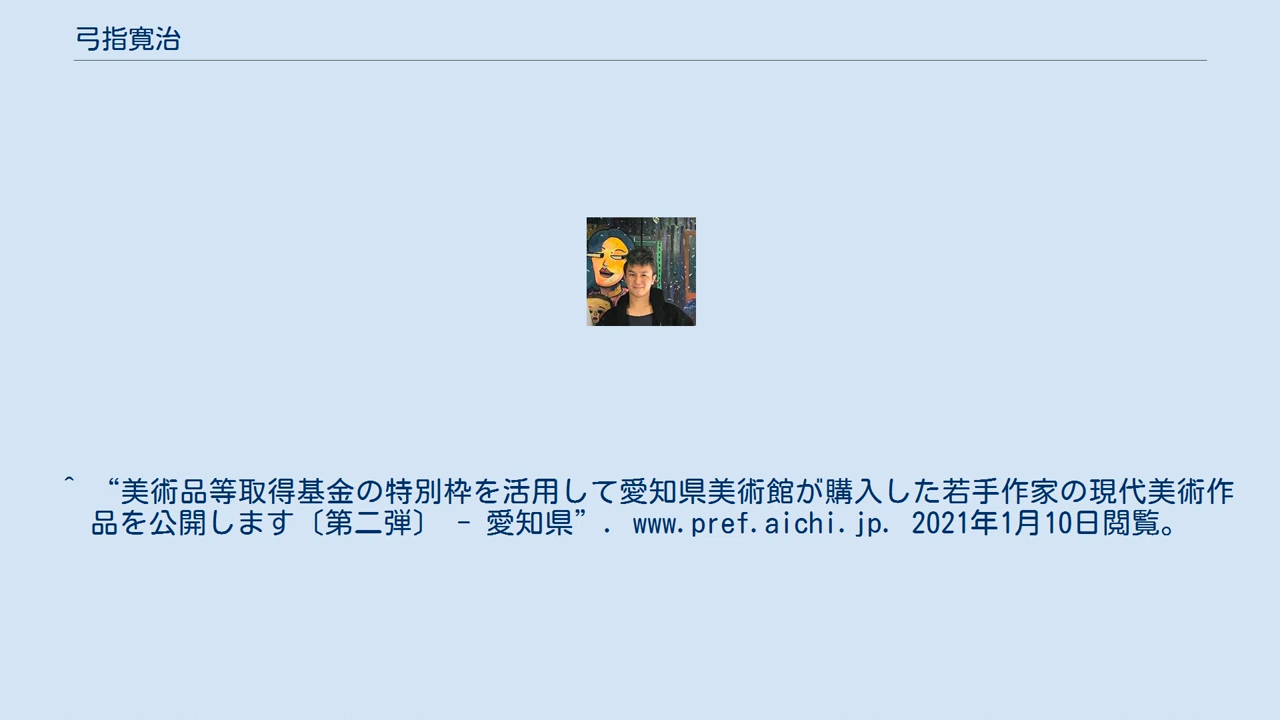 弓指寛治
^ “美術品等取得基金の特別枠を活用して愛知県美術館が購入した若手作家の現代美術作
品を公開します〔第二弾〕 - 愛知県”. www.pref.aichi.jp. 2021年1月10日閲覧。